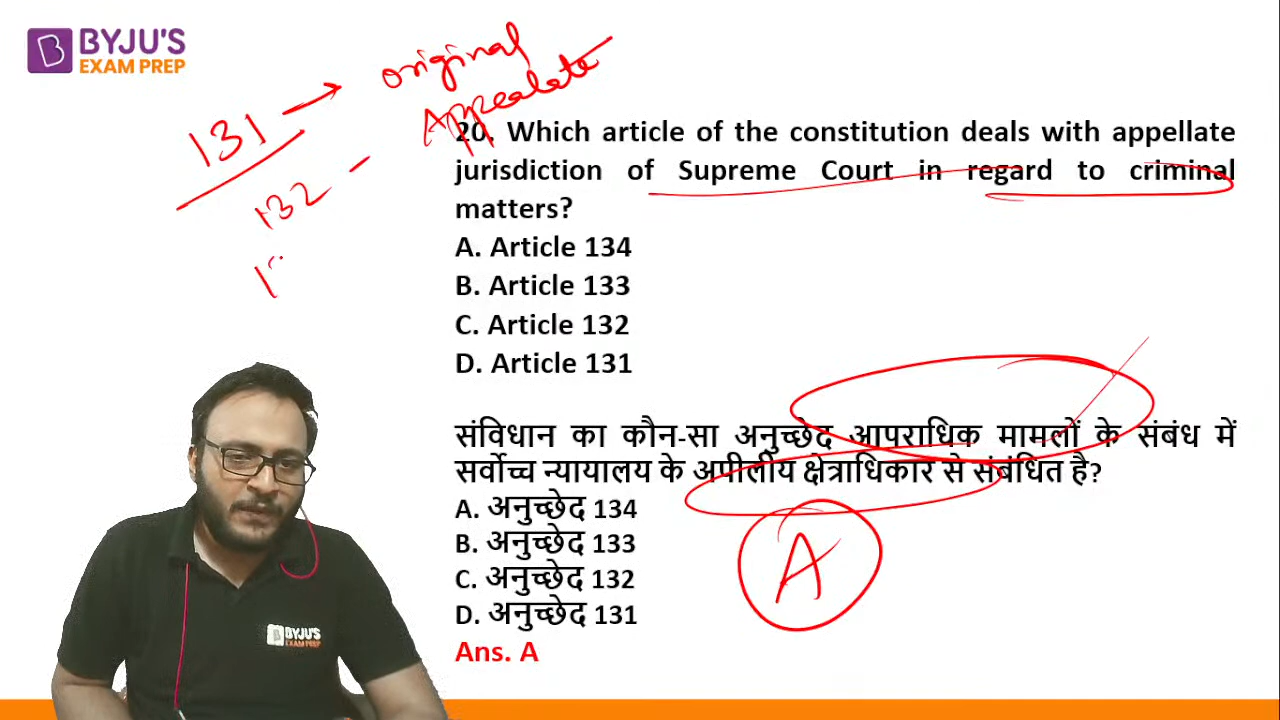 BYJU'S
EXAM PREP
131 → original
132 - Appealate
20. Which article of the constitution deals with appellate
jurisdiction of Supreme Court in regard to criminal
matters?
A. Article 134
B. Article 133
C. Article 132
D. Article 131
संविधान का कौन-सा अनुच्छेद आपराधिक मामलों के संबंध में
सर्वोच्च न्यायालय के अपीलीय क्षेत्राधिकार से संबंधित है?
A. अनुच्छेद 134
B. अनुच्छेद 133
C. अनुच्छेद 132
D. अनुच्छेद 131
Ans. A
A
BYJU'S
EXAM PREP